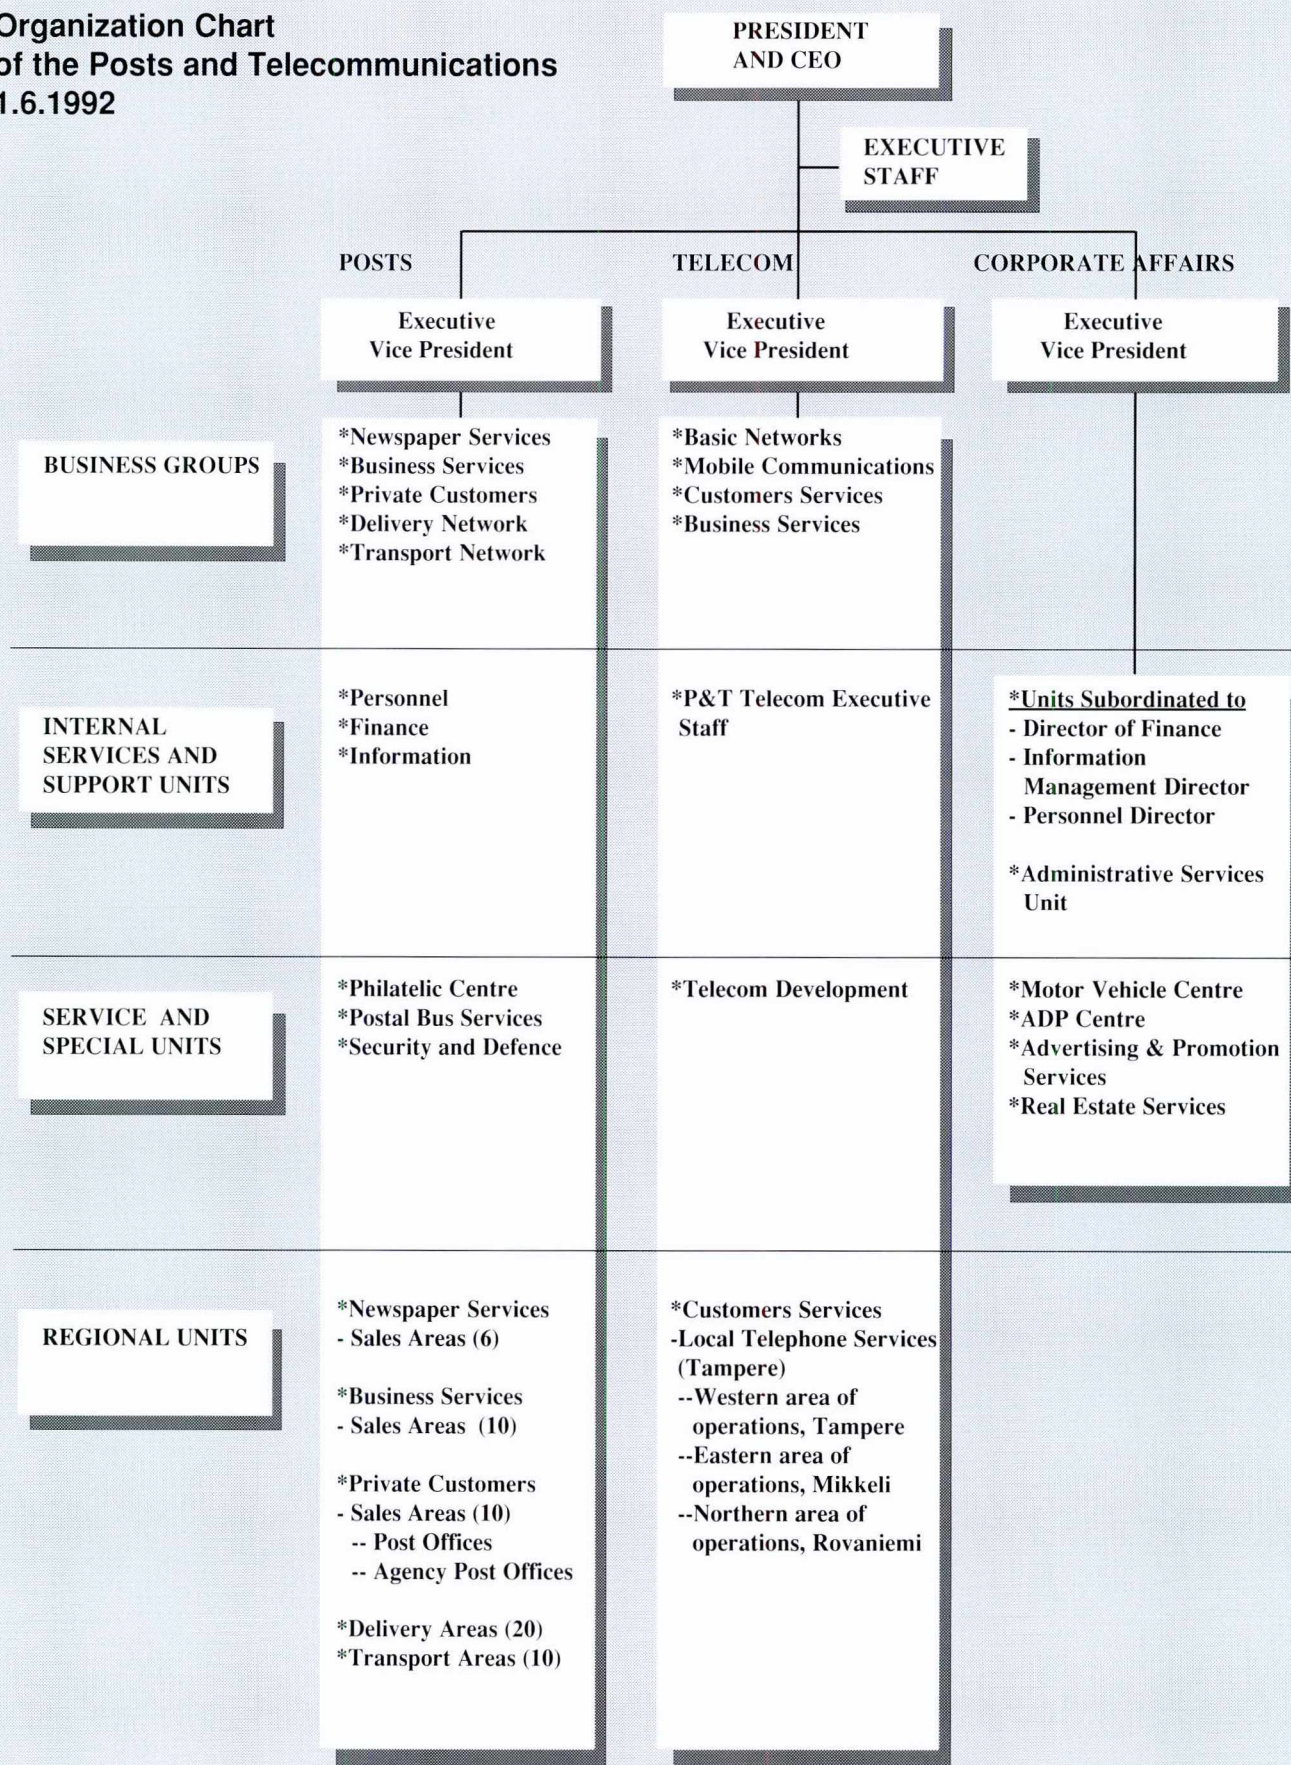 Organization Chart
of the Posts and Telecommunications
1.6.1992
PRESIDENT
AND CEO
EXECUTIVE
STAFF
POSTS
TELECOM
CORPORATE AFFAIRS
Executive
Vice President
Executive
Vice President
Executive
Vice President
BUSINESS GROUPS
*Newspaper Services
*Business Services
*Private Customers
*Delivery Network
*Transport Network
*Basic Networks
*Mobile Communications
*Customers Services
*Business Services
INTERNAL
SERVICES AND
SUPPORT UNITS
*Personnel
*Finance
*Information
*P&T Telecom Executive
Staff
*Units Subordinated to
- Director of Finance
- Information
Management Director
- Personnel Director
*Administrative Services
Unit
SERVICE AND
SPECIAL UNITS
*Philatelic Centre
*Postal Bus Services
*Security and Defence
*Telecom Development
*Motor Vehicle Centre
*ADP Centre
*Advertising & Promotion
Services
*Real Estate Services
REGIONAL UNITS
*Newspaper Services
- Sales Areas (6)
*Business Services
- Sales Areas (10)
*Private Customers
- Sales Areas (10)
-- Post Offices
-- Agency Post Offices
*Delivery Areas (20)
*Transport Areas (10)
*Customers Services
-Local Telephone Services
(Tampere)
--Western area of
operations, Tampere
--Eastern area of
operations, Mikkeli
--Northern area of
operations, Rovaniemi